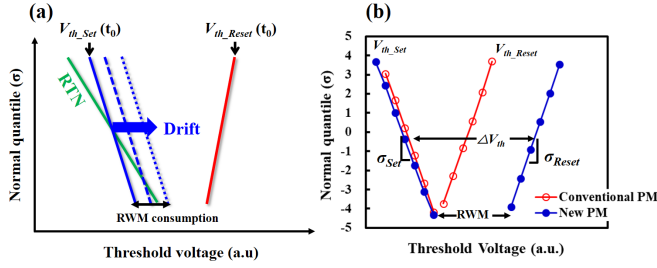 (a)
V_th_Set (t₀)
V_th_Reset (t₀)
RTN
Drift
RWM consumption
Normal quantile (σ)
Threshold voltage (a.u)
(b)
V_th_Set
V_th_Reset
5
4
3
2
1
0
-1
-2
-3
-4
-5
ΔV_th
σ_Set
σ_Reset
RWM
Conventional PM
New PM
Normal quantile (σ)
Threshold Voltage (a.u.)